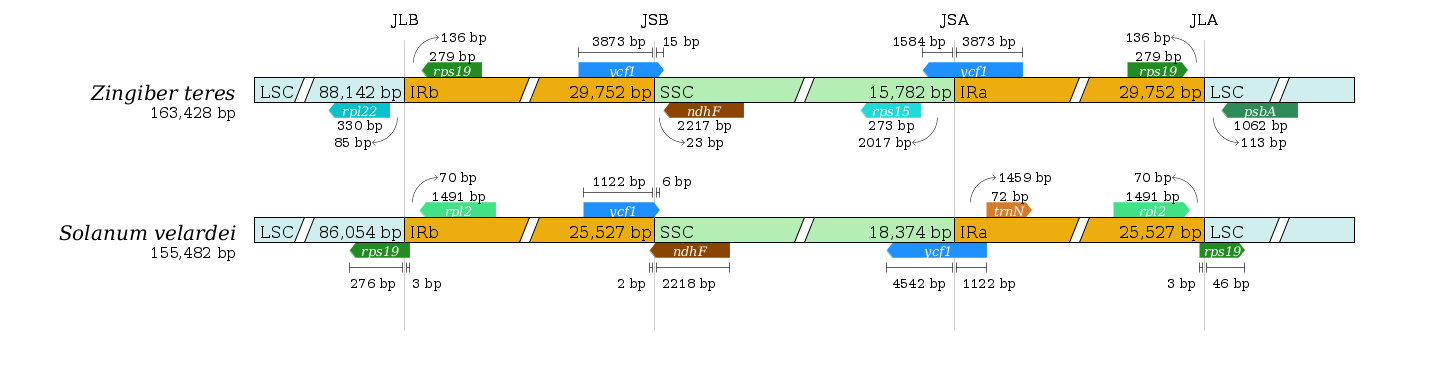 JLB JSB JSA JLA
136 bp 3873 bp 15 bp 1584 bp 3873 bp 136 bp
279 bp 279 bp
rps19 ycf1 ycf1 rps19
Zingiber teres LSC 88,142 bp IRb 29,752 bp SSC 15,782 bp IRa 29,752 bp LSC
163,428 bp rpl22 ndhF rps15 psbA
330 bp 2217 bp 273 bp 1062 bp
85 bp 23 bp 2017 bp 113 bp
70 bp 1122 bp 6 bp 1459 bp 70 bp
1491 bp 72 bp 1491 bp
rpl2 ycf1 trnN rpl2
Solanum velardei LSC 86,054 bp IRb 25,527 bp SSC 18,374 bp IRa 25,527 bp LSC
155,482 bp rps19 ndhF ycf1 rps19
276 bp 3 bp 2 bp 2218 bp 4542 bp 1122 bp 3 bp 46 bp